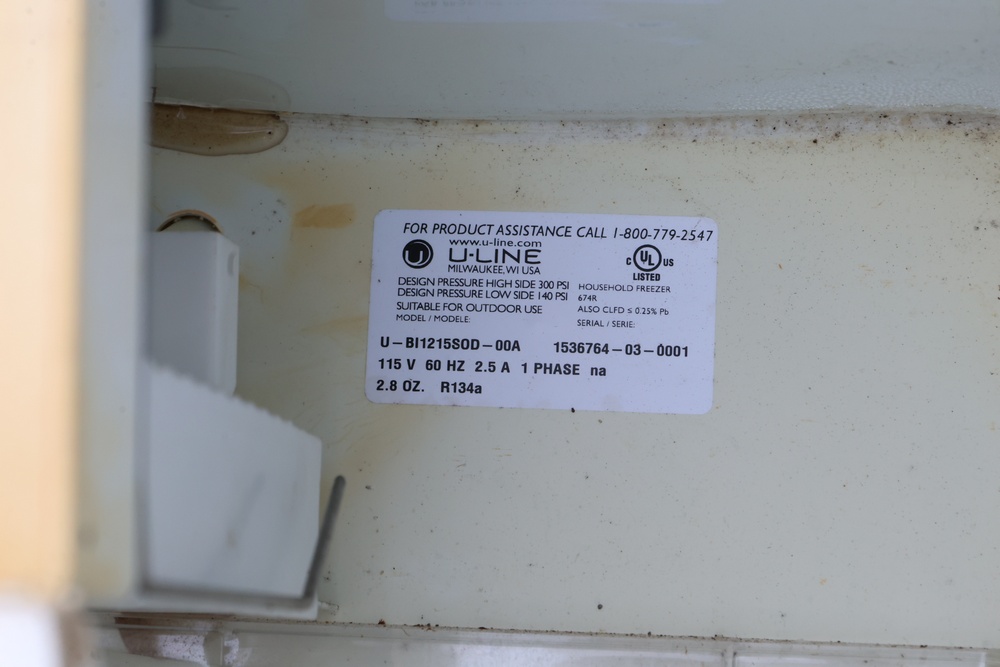 FOR PRODUCT ASSISTANCE CALL 1-800-779-2547
www.u-line.com
U U-LINE
MILWAUKEE, WI USA
C UL US
LISTED
DESIGN PRESSURE HIGH SIDE 300 PSI
DESIGN PRESSURE LOW SIDE 140 PSI
SUITABLE FOR OUTDOOR USE
MODEL / MODELE:
HOUSEHOLD FREEZER
674R
ALSO CLFD ≤ 0.25% Pb
SERIAL / SERIE:
U-BI1215SOD-00A 1536764-03-0001
115 V 60 HZ 2.5 A 1 PHASE na
2.8 OZ. R134a